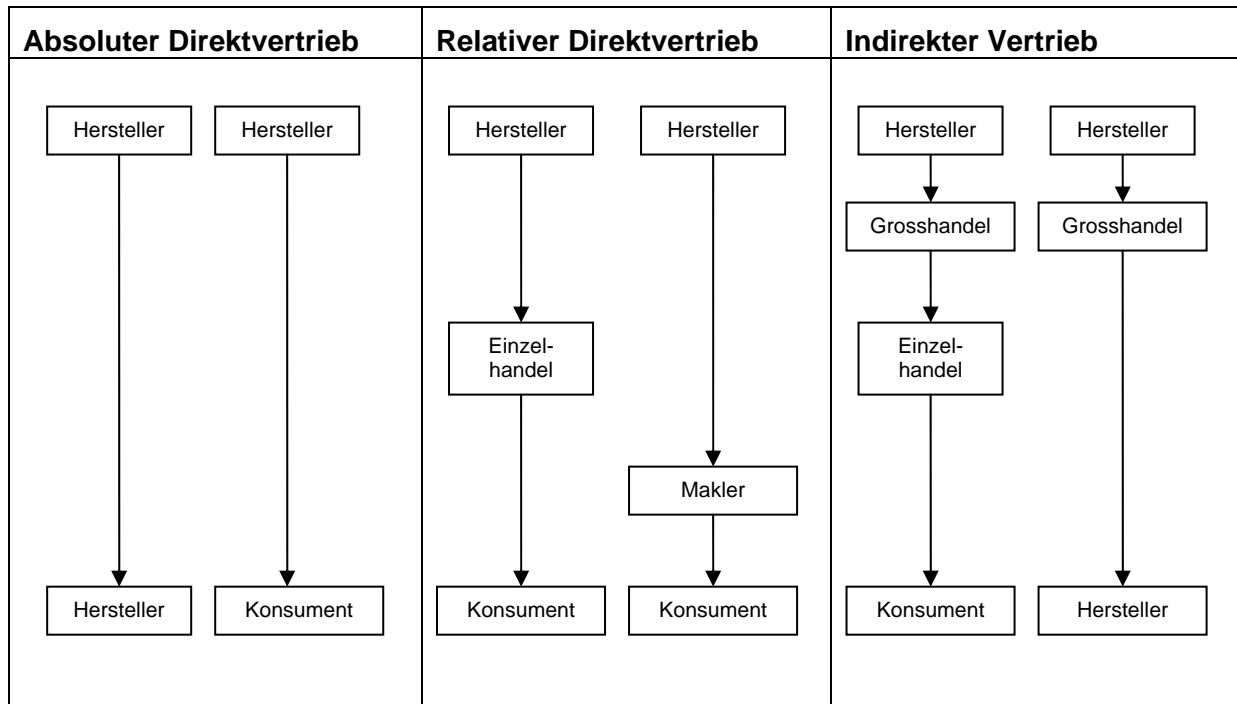 Absoluter Direktvertrieb
Relativer Direktvertrieb
Indirekter Vertrieb
Hersteller
Hersteller
Hersteller
Hersteller
Hersteller
Hersteller
Grosshandel
Grosshandel
Einzel-
handel
Einzel-
handel
Makler
Hersteller
Konsument
Konsument
Konsument
Konsument
Hersteller